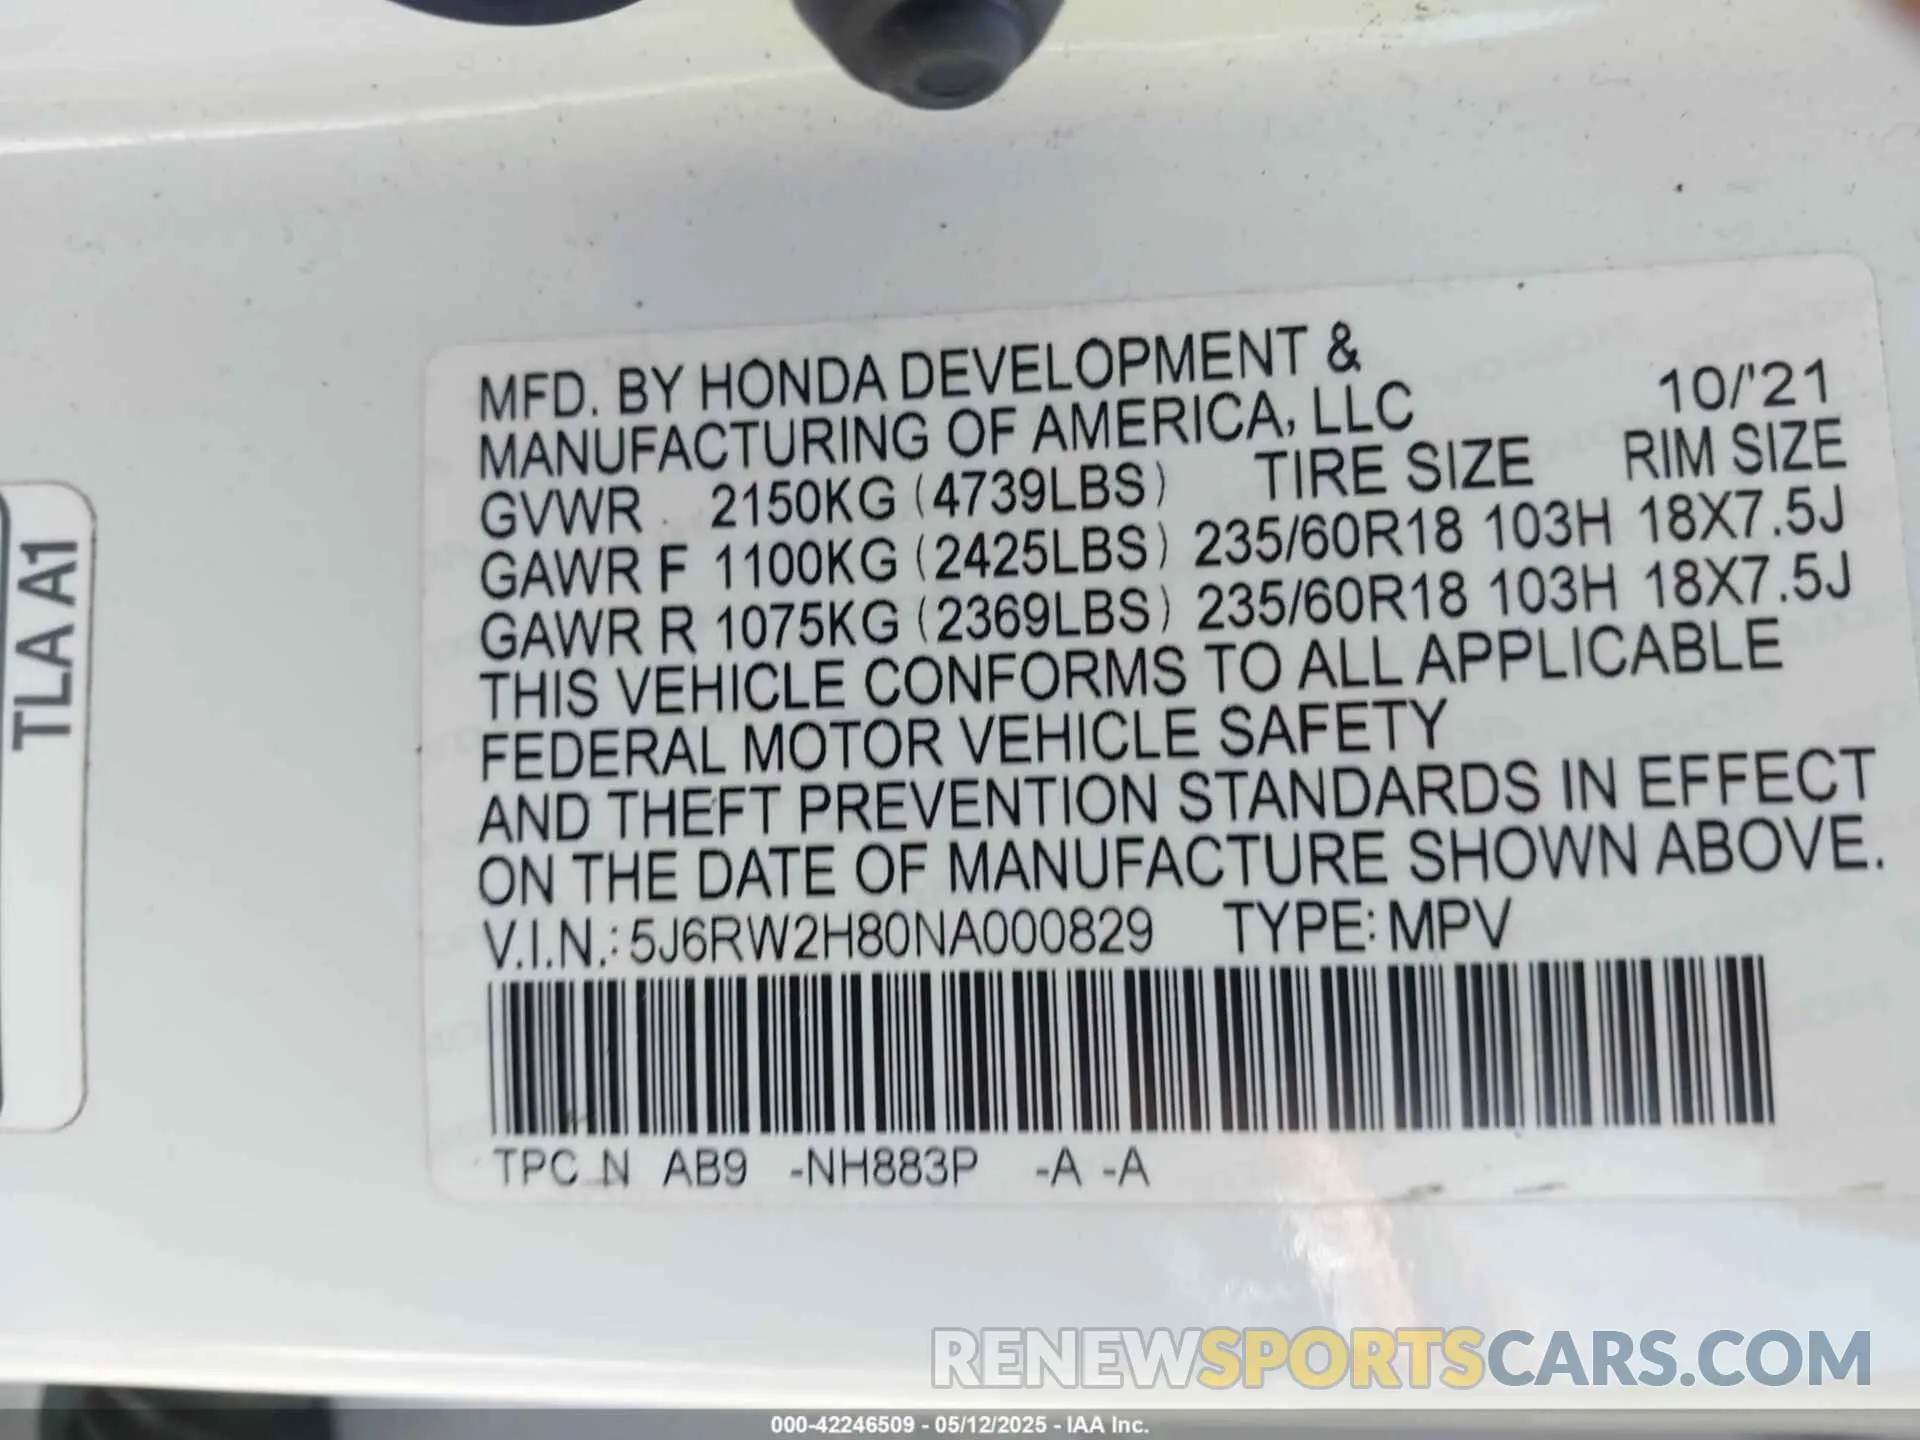 MFD. BY HONDA DEVELOPMENT &
MANUFACTURING OF AMERICA, LLC 10/'21
GVWR 2150KG (4739LBS) TIRE SIZE RIM SIZE
GAWR F 1100KG (2425LBS) 235/60R18 103H 18X7.5J
GAWR R 1075KG (2369LBS) 235/60R18 103H 18X7.5J
THIS VEHICLE CONFORMS TO ALL APPLICABLE
FEDERAL MOTOR VEHICLE SAFETY
AND THEFT PREVENTION STANDARDS IN EFFECT
ON THE DATE OF MANUFACTURE SHOWN ABOVE.
V.I.N.: 5J6RW2H80NA000829 TYPE: MPV
TPC N AB9 -NH883P -A -A
TLA A1
RENEWSPORTSCARS.COM
000-42246509 - 05/12/2025 - IAA Inc.